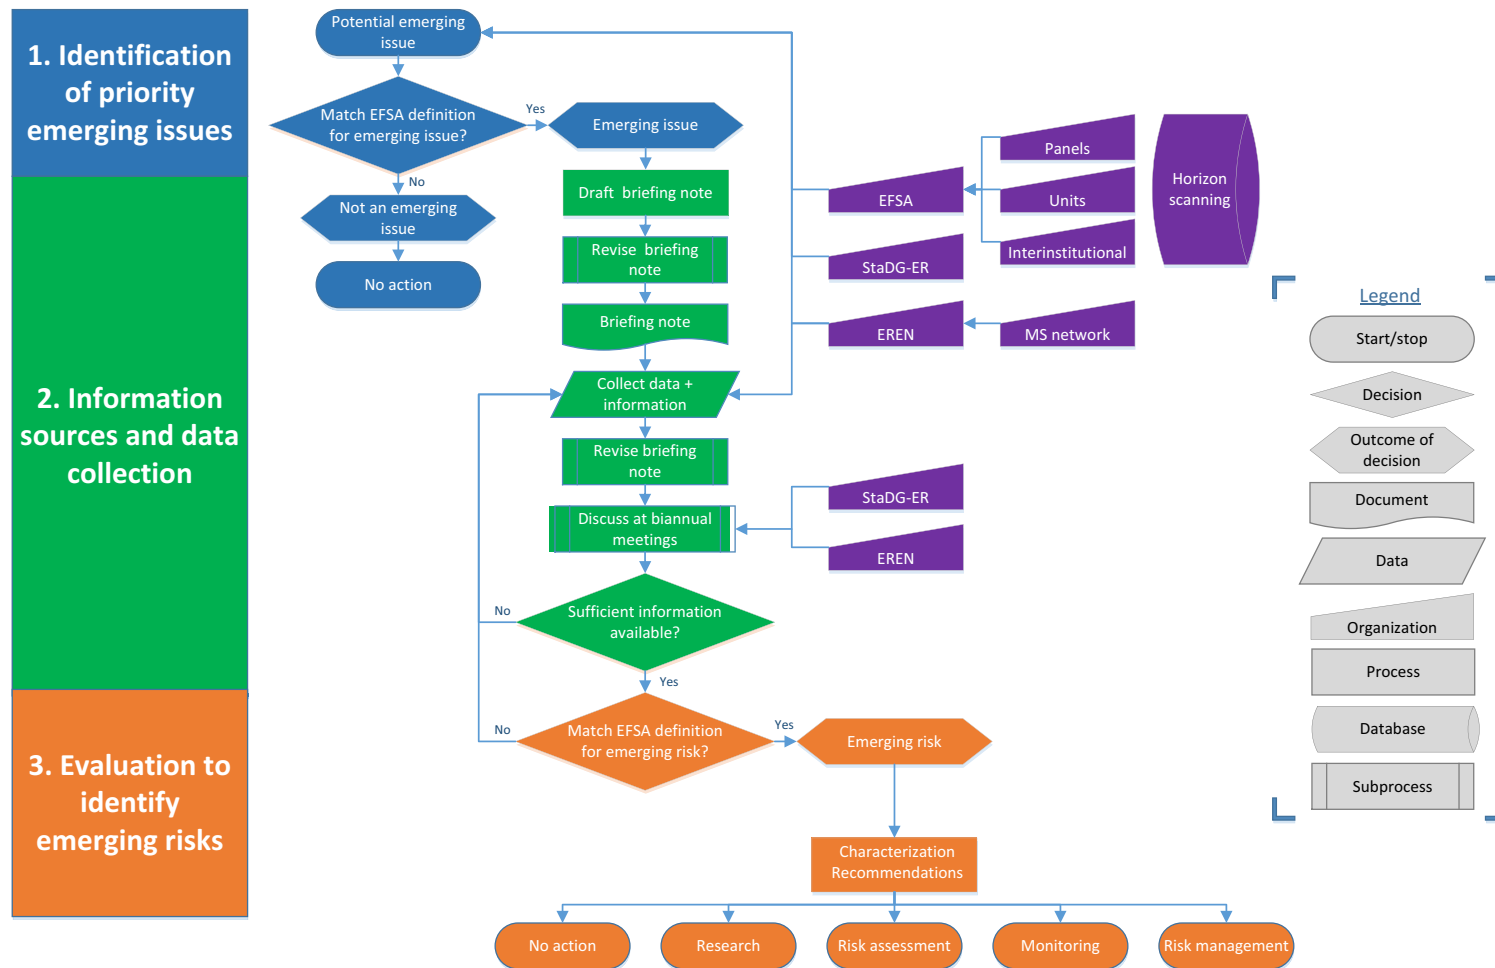 1. Identification
of priority
emerging issues
2. Information
sources and data
collection
3. Evaluation to
identify
emerging risks
Potential emerging
issue
Match EFSA definition
for emerging issue?
Yes
Emerging issue
No
Not an emerging
issue
No action
Draft  briefing note
Revise  briefing
note
Briefing note
Collect data +
information
Revise briefing
note
Discuss at biannual
meetings
Sufficient information
available?
No
Yes
Match EFSA definition
for emerging risk?
No
Yes
Emerging risk
Characterization
Recommendations
No action
Research
Risk assessment
Monitoring
Risk management
EFSA
StaDG-ER
EREN
Panels
Units
Interinstitutional
MS network
Horizon
scanning
StaDG-ER
EREN
Legend
Start/stop
Decision
Outcome of
decision
Document
Data
Organization
Process
Database
Subprocess